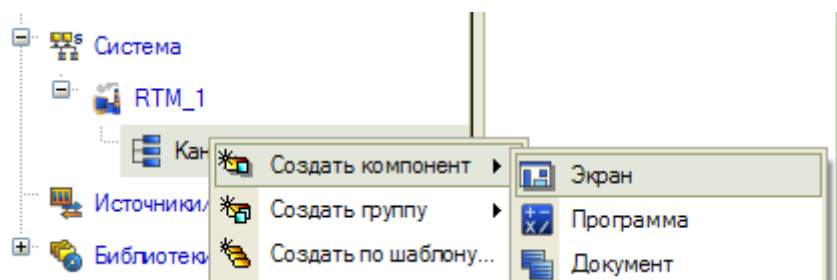 Система
RTM_1
Кан
Создать компонент
Экран
Источники/
Создать группу
Программа
Библиотеки
Создать по шаблону...
Документ